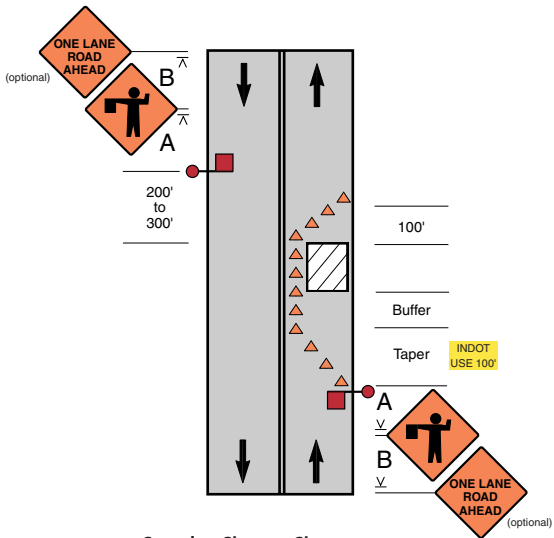 ONE LANE
ROAD
AHEAD
(optional)
B
A
200'
to
300'
100'
Buffer
Taper
INDOT
USE 100'
A
B
ONE LANE
ROAD
AHEAD
(optional)